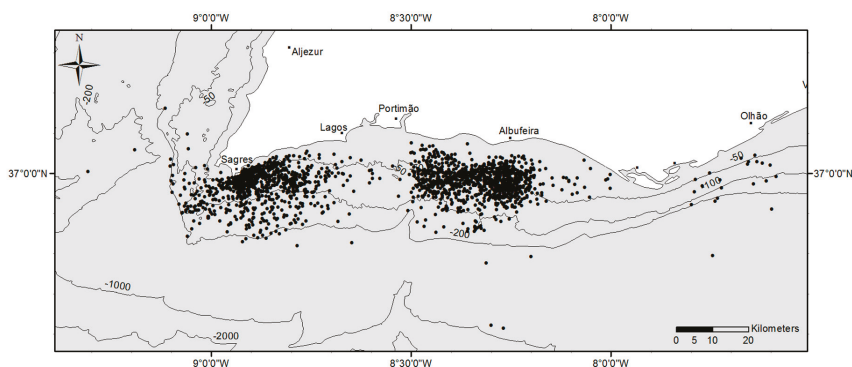 9°0'0"W 8°30'0"W 8°0'0"W
N
Aljezur
-200
-50
Portimão
Olhão
V
Lagos
Albufeira
Sagres
-50
-50
37°0'0"N 37°0'0"N
-100
-200
-1000
-2000
Kilometers
0 5 10 20
9°0'0"W 8°30'0"W 8°0'0"W